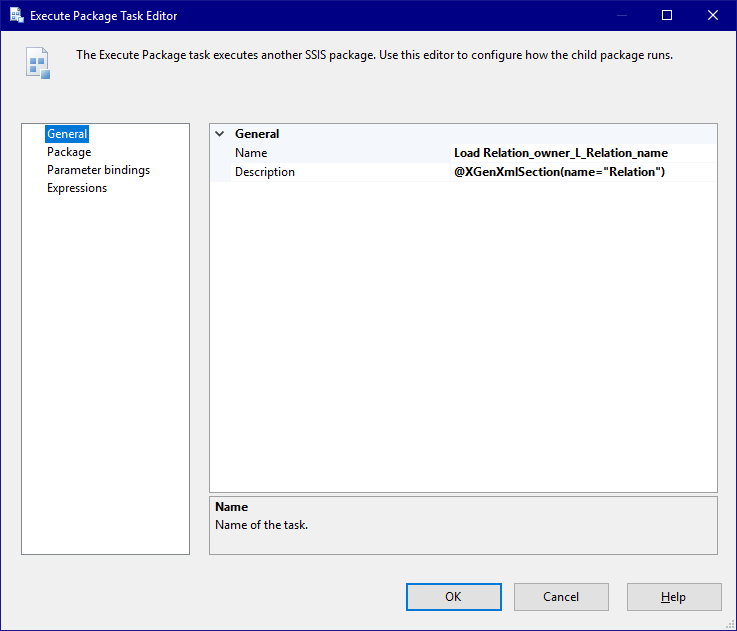 Execute Package Task Editor
The Execute Package task executes another SSIS package. Use this editor to configure how the child package runs.
General
Package
Parameter bindings
Expressions
General
Name Load Relation_owner_L_Relation_name
Description @XGenXmlSection(name="Relation")
Name
Name of the task.
OK Cancel Help